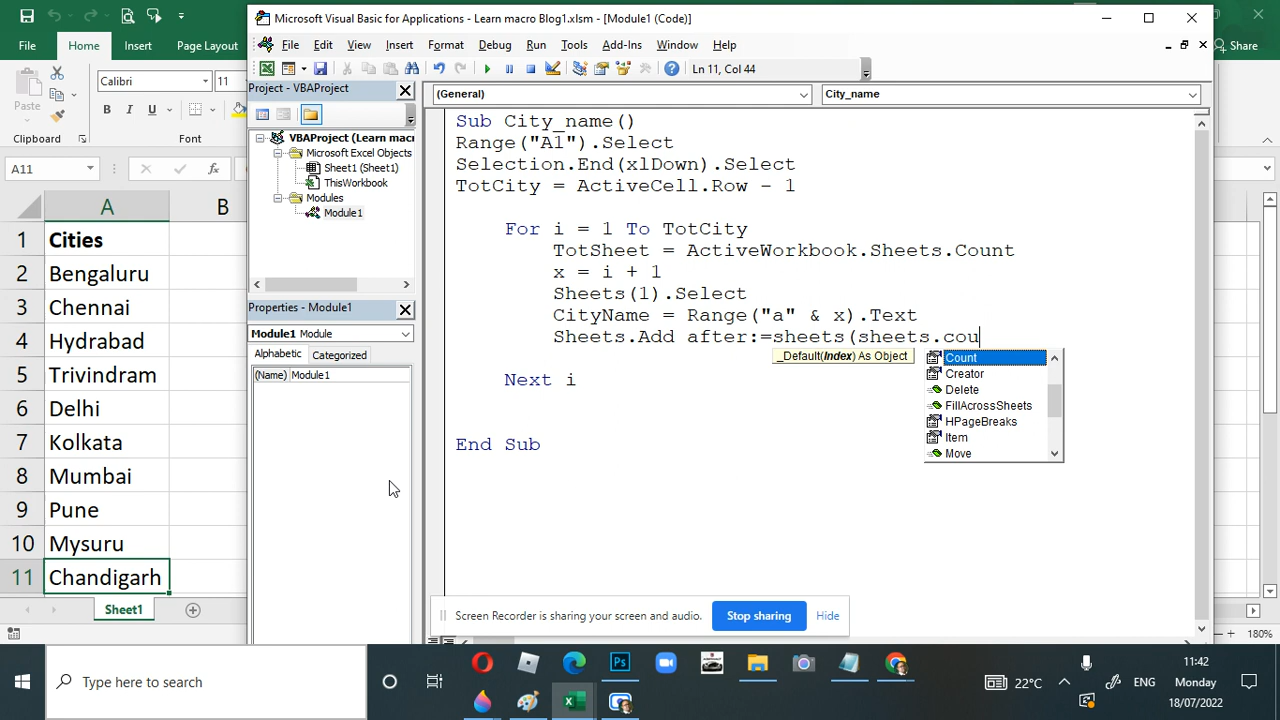 Microsoft Visual Basic for Applications - Learn macro Blog1.xlsm - [Module1 (Code)]
File Home Insert Page Layout
Share
File Edit View Insert Format Debug Run Tools Add-Ins Window Help
Ln 11, Col 44
Paste
Calibri 11
B I U
Clipboard Font
A11
fx
A B
1 Cities
2 Bengaluru
3 Chennai
4 Hydrabad
5 Trivindram
6 Delhi
7 Kolkata
8 Mumbai
9 Pune
10 Mysuru
11 Chandigarh
Sheet1
180%
Project - VBAProject
VBAProject (Learn mac
Microsoft Excel Objects
Sheet1 (Sheet1)
ThisWorkbook
Modules
Module1
Properties - Module1
Module1 Module
Alphabetic Categorized
(Name) Module1
(General) City_name
Sub City_name()
Range("A1").Select
Selection.End(xlDown).Select
TotCity = ActiveCell.Row - 1
For i = 1 To TotCity
TotSheet = ActiveWorkbook.Sheets.Count
x = i + 1
Sheets(1).Select
CityName = Range("a" & x).Text
Sheets.Add after:=sheets(sheets.cou
_Default(Index) As Object
Count
Creator
Delete
FillAcrossSheets
HPageBreaks
Item
Move
Next i
End Sub
Screen Recorder is sharing your screen and audio. Stop sharing Hide
Type here to search
22°C
ENG
11:42
Monday
18/07/2022